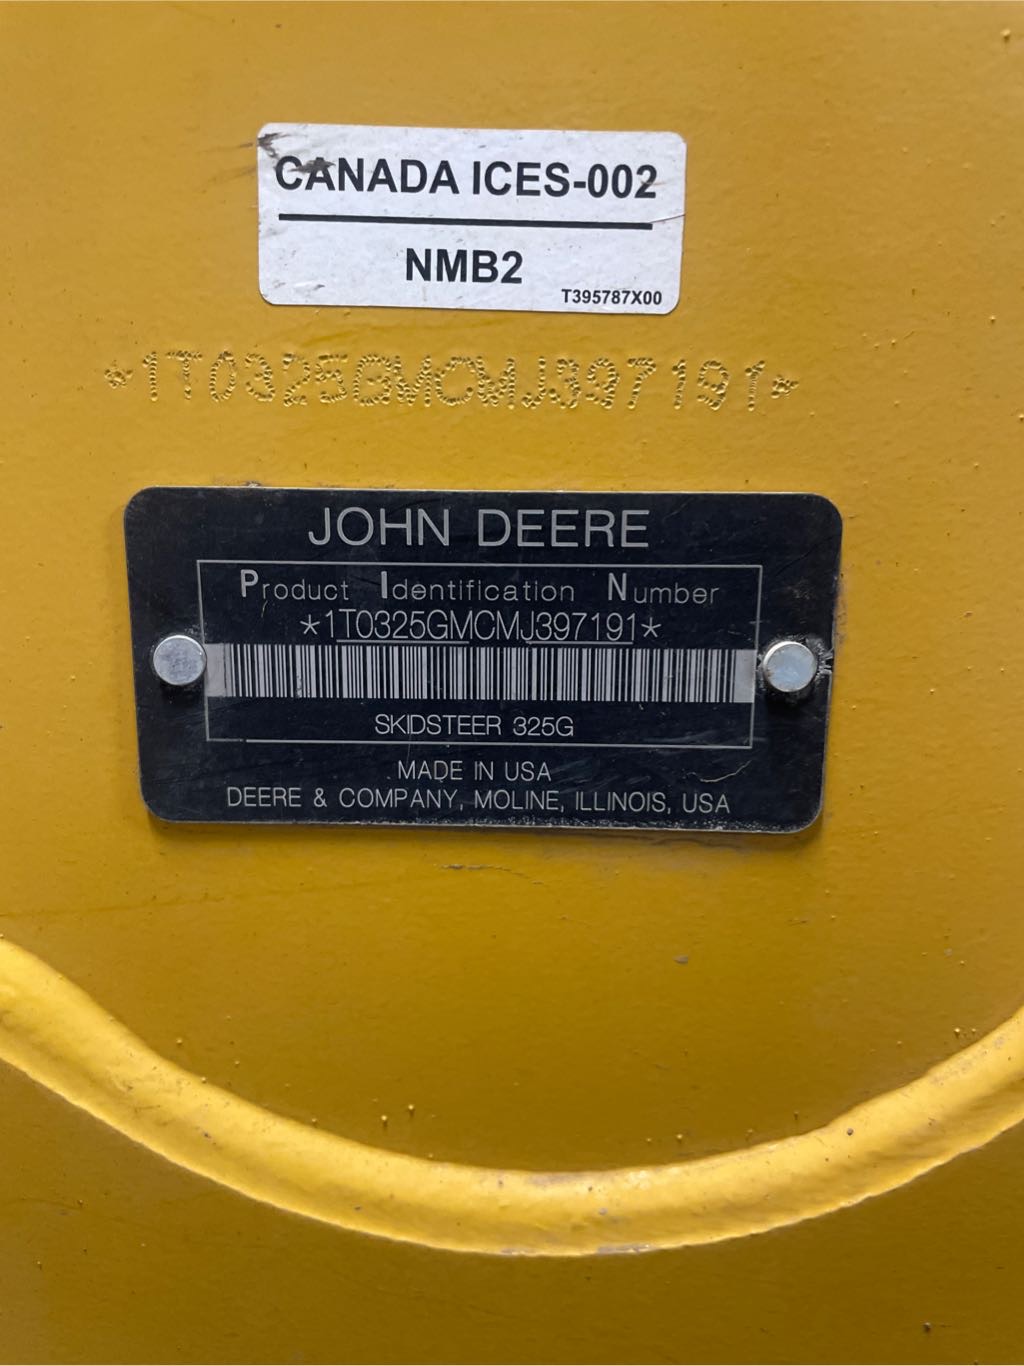 CANADA ICES-002
NMB2
T395787X00
*1T0325GMCMJ397191*
JOHN DEERE
Product Identification Number
*1T0325GMCMJ397191*
SKIDSTEER 325G
MADE IN USA
DEERE & COMPANY, MOLINE, ILLINOIS, USA